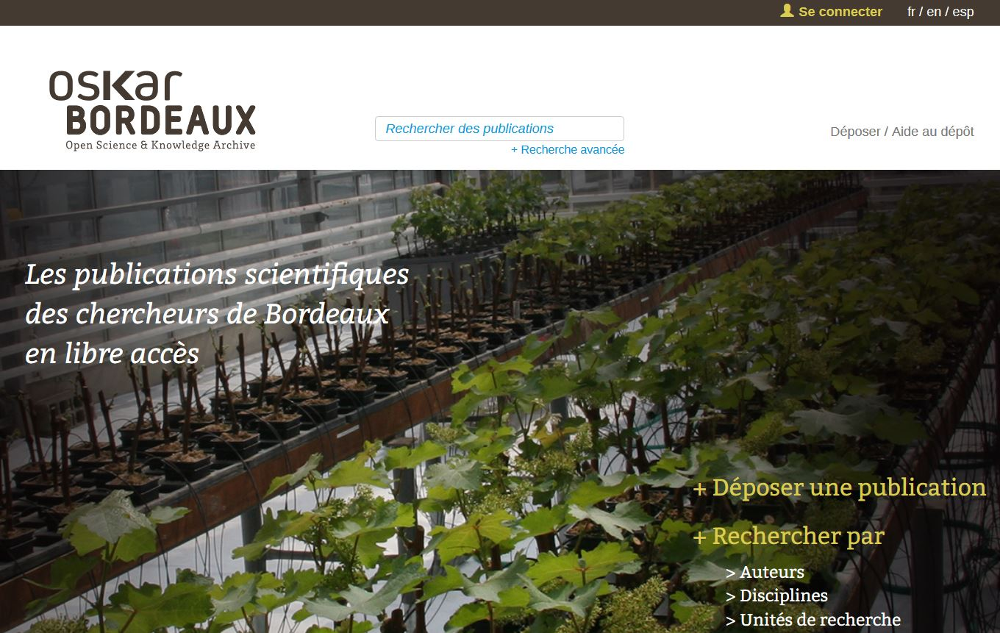 Se connecter fr / en / esp
oskar
BORDEAUX
Open Science & Knowledge Archive
Rechercher des publications
+ Recherche avancée
Déposer / Aide au dépôt
Les publications scientifiques
des chercheurs de Bordeaux
en libre accès
+ Déposer une publication
+ Rechercher par
> Auteurs
> Disciplines
> Unités de recherche